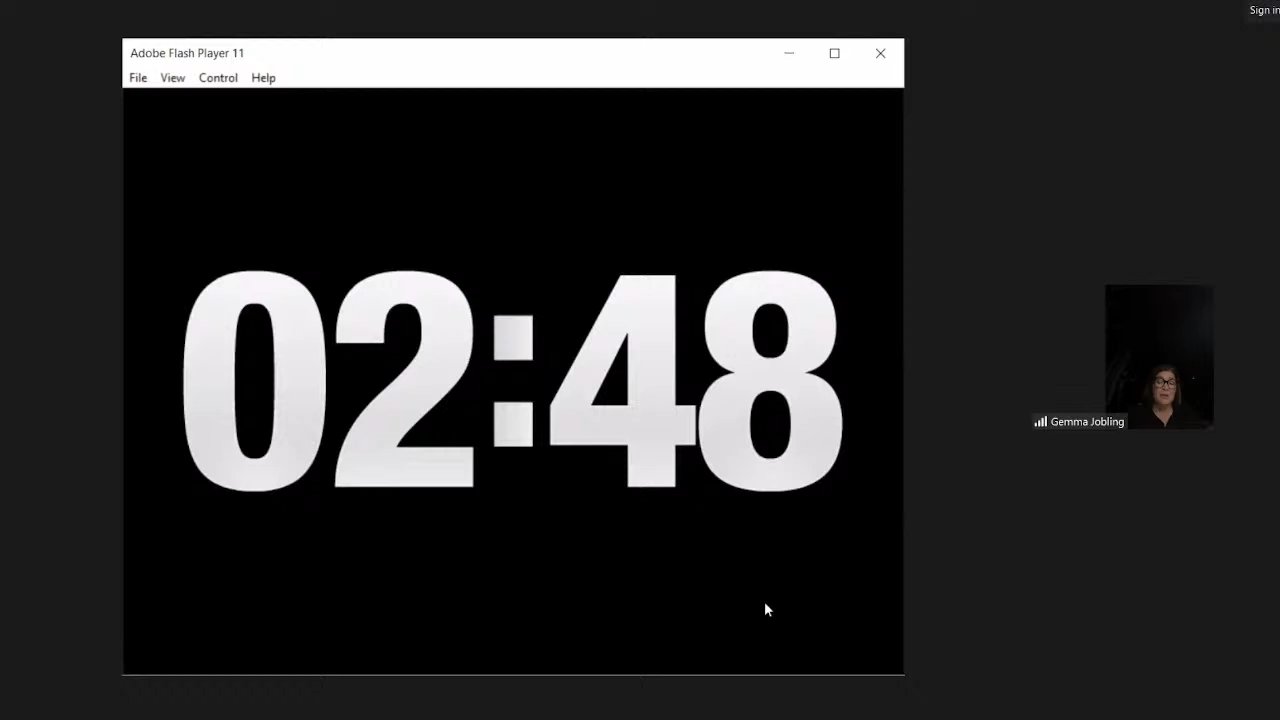 Sign in
Adobe Flash Player 11
File View Control Help
02:48
Gemma Jobling